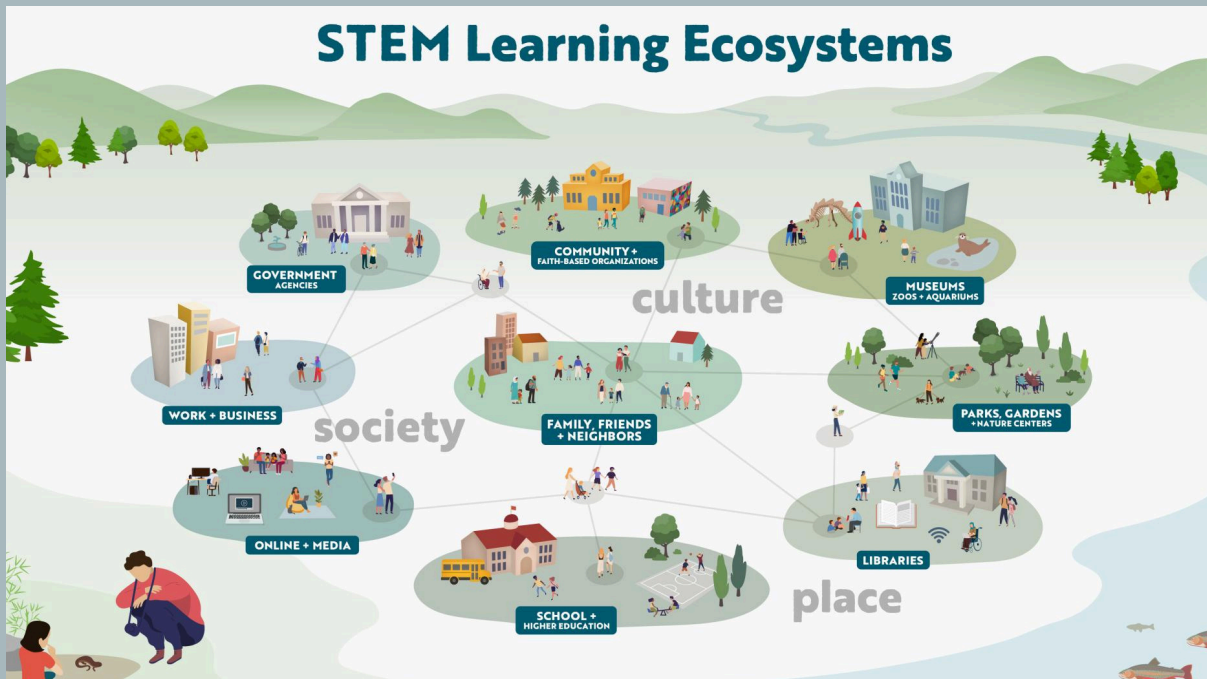 STEM Learning Ecosystems
COMMUNITY +
FAITH-BASED ORGANIZATIONS
GOVERNMENT
AGENCIES
MUSEUMS
ZOOS + AQUARIUMS
culture
WORK + BUSINESS
FAMILY, FRIENDS
+ NEIGHBORS
PARKS, GARDENS
+ NATURE CENTERS
society
ONLINE + MEDIA
LIBRARIES
SCHOOL +
HIGHER EDUCATION
place